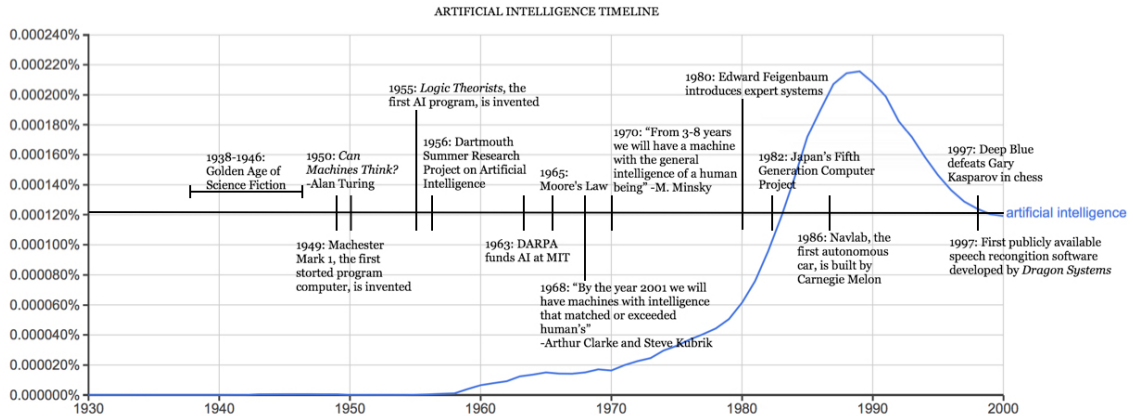 ARTIFICIAL INTELLIGENCE TIMELINE
0.000240%
0.000220%
0.000200%
0.000180%
0.000160%
0.000140%
0.000120%
0.000100%
0.000080%
0.000060%
0.000040%
0.000020%
0.000000%
1938-1946:
Golden Age of
Science Fiction
1950: Can
Machines Think?
-Alan Turing
1949: Machester
Mark 1, the first
storted program
computer, is invented
1955: Logic Theorists, the
first AI program, is invented
1956: Dartmouth
Summer Research
Project on Artificial
Intelligence
1963: DARPA
funds AI at MIT
1965:
Moore's Law
1968: "By the year 2001 we will
have machines with intelligence
that matched or exceeded
human's"
-Arthur Clarke and Steve Kubrik
1970: "From 3-8 years
we will have a machine
with the general
intelligence of a human
being" -M. Minsky
1980: Edward Feigenbaum
introduces expert systems
1982: Japan's Fifth
Generation Computer
Project
1986: Navlab, the
first autonomous
car, is built by
Carnegie Melon
1997: Deep Blue
defeats Gary
Kasparov in chess
artificial intelligence
1997: First publicly available
speech recongition software
developed by Dragon Systems
1930
1940
1950
1960
1970
1980
1990
2000